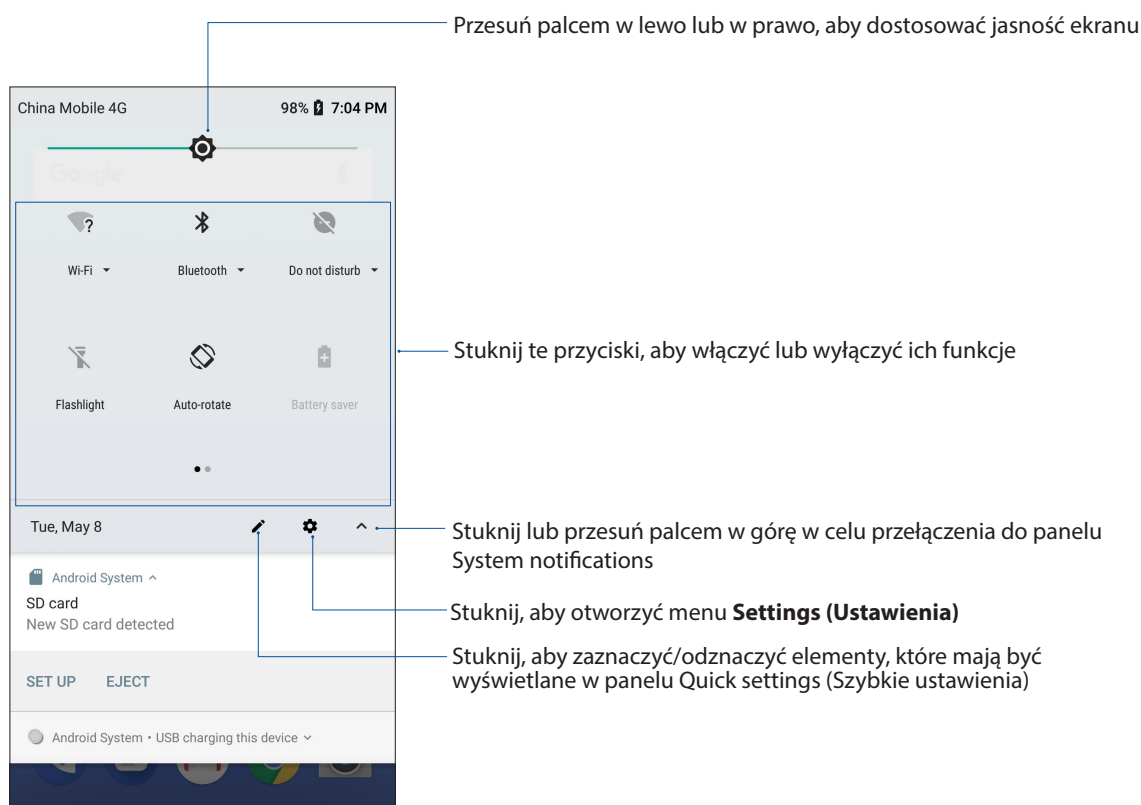 Przesuń palcem w lewo lub w prawo, aby dostosować jasność ekranu
China Mobile 4G 98% 7:04 PM
Google
?
Wi-Fi Bluetooth Do not disturb
Stuknij te przyciski, aby włączyć lub wyłączyć ich funkcje
Flashlight Auto-rotate Battery saver
Tue, May 8
Stuknij lub przesuń palcem w górę w celu przełączenia do panelu
System notifications
Android System
SD card
New SD card detected
Stuknij, aby otworzyć menu Settings (Ustawienia)
Stuknij, aby zaznaczyć/odznaczyć elementy, które mają być
wyświetlane w panelu Quick settings (Szybkie ustawienia)
SET UP EJECT
Android System • USB charging this device